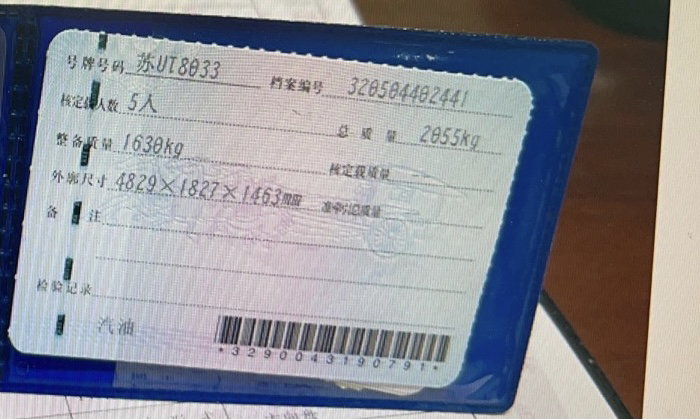 号牌号码 苏UT8033 档案编号 320504402441
核定载人数 5人 总质量 2055kg
整备质量 1630kg 核定载质量
外廓尺寸 4829×1827×1463mm 准牵引总质量
备注
检验记录
汽油
*3290043190791*